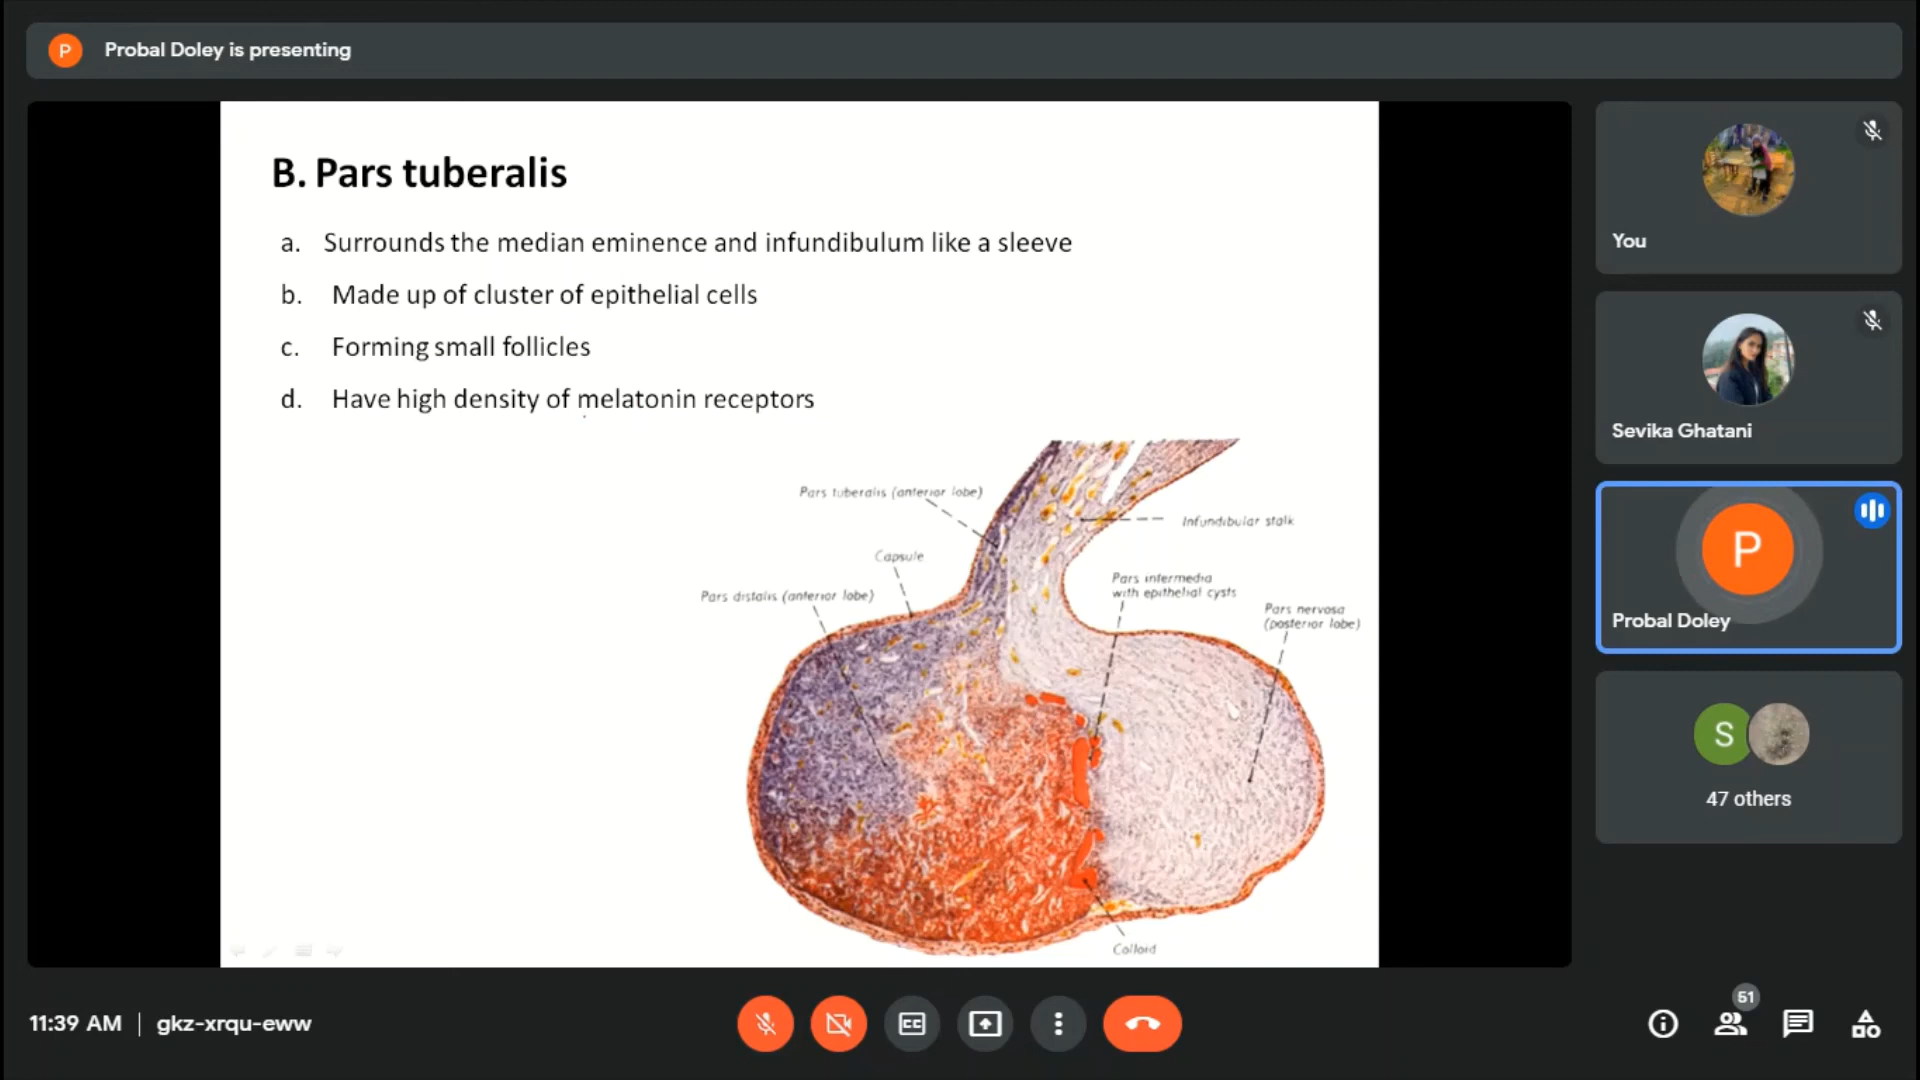 P
Probal Doley is presenting
B. Pars tuberalis
a. Surrounds the median eminence and infundibulum like a sleeve
b. Made up of cluster of epithelial cells
c. Forming small follicles
d. Have high density of melatonin receptors
Pars tuberalis (anterior lobe)
Infundibular stalk
Capsule
Pars intermedia
with epithelial cysts
Pars distalis (anterior lobe)
Pars nervosa
(posterior lobe)
Colloid
You
Sevika Ghatani
P
Probal Doley
S
47 others
11:39 AM | gkz-xrqu-eww
CC
51